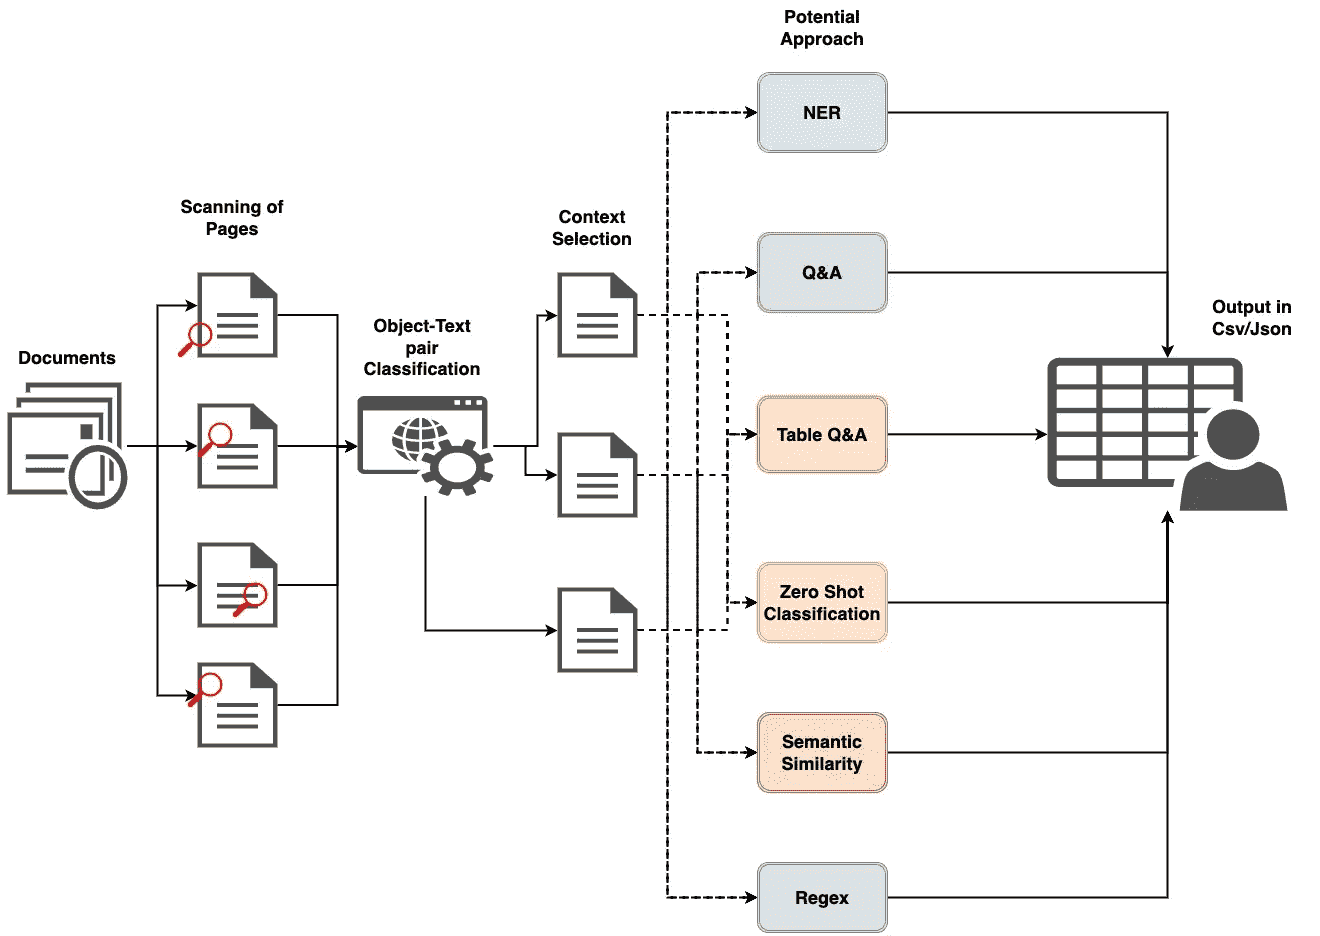 Documents
Scanning of
Pages
Object-Text
pair
Classification
Context
Selection
Potential
Approach
NER
Q&A
Table Q&A
Zero Shot
Classification
Semantic
Similarity
Regex
Output in
Csv/Json